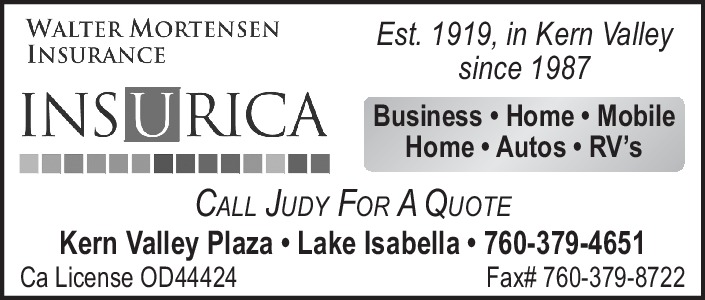 Walter Mortensen
Insurance
INSURICA
Est. 1919, in Kern Valley
since 1987
Business • Home • Mobile
Home • Autos • RV's
Call Judy For A Quote
Kern Valley Plaza • Lake Isabella • 760-379-4651
Ca License OD44424
Fax# 760-379-8722